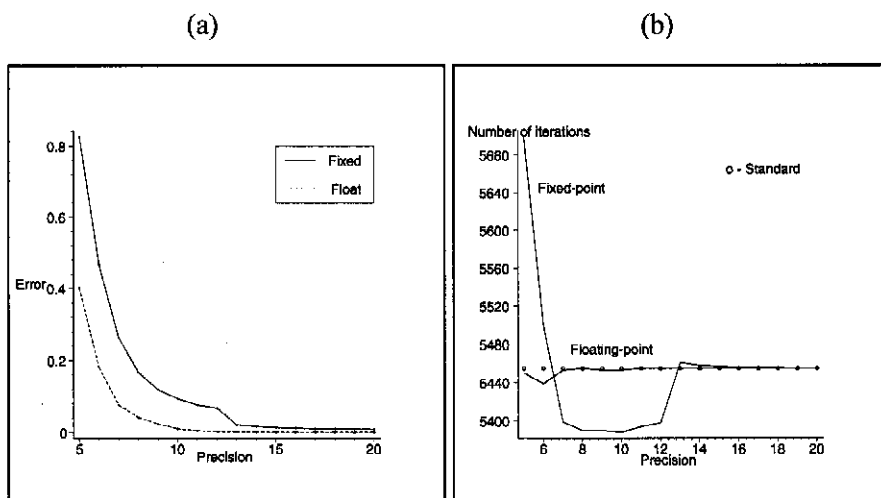 (a)
(b)
0.8
0.6
Error
0.4
0.2
0
5
10
15
20
Precision
Fixed
Float
Number of iterations
5680
5640
5600
5560
5520
5480
5440
5400
6
8
10
12
14
16
18
20
Precision
Fixed-point
Floating-point
o - Standard